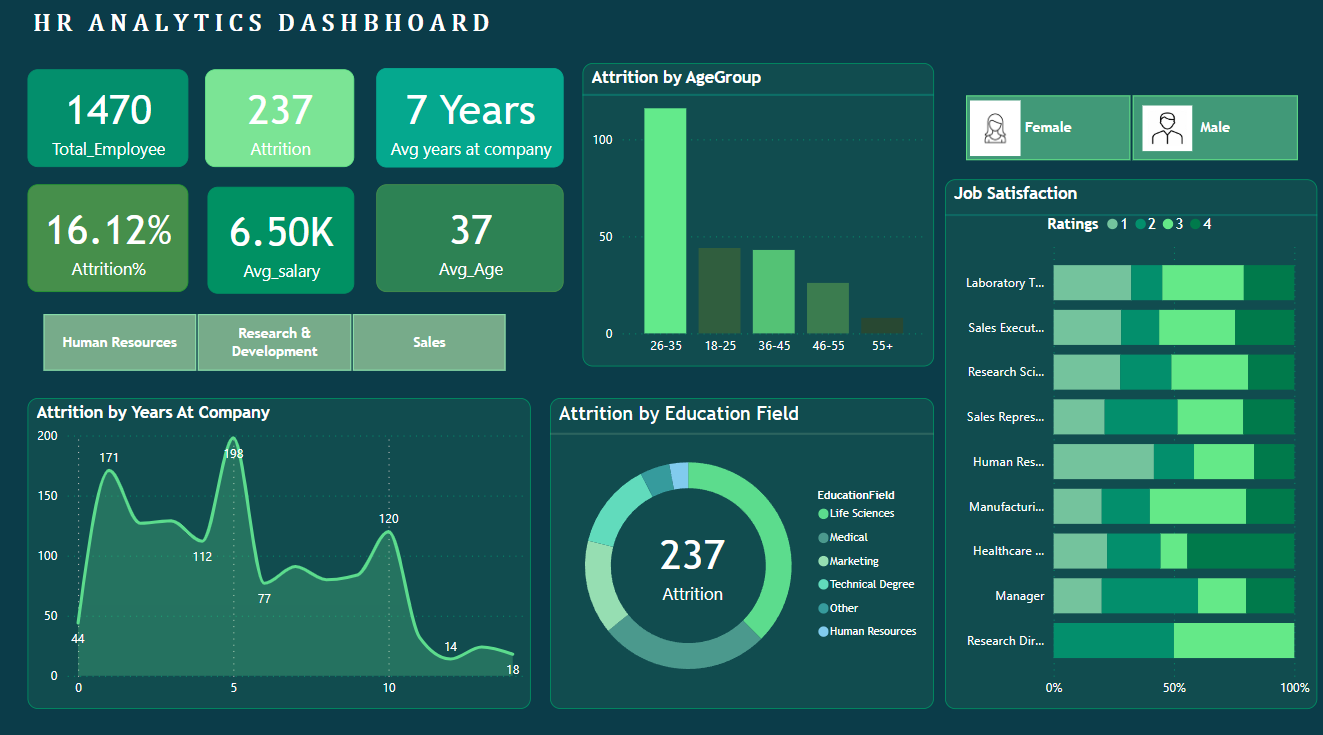 HR ANALYTICS DASHBHOARD
1470
Total_Employee
237
Attrition
7 Years
Avg years at company
16.12%
Attrition%
6.50K
Avg_salary
37
Avg_Age
Human Resources
Research &
Development
Sales
Attrition by AgeGroup
100
50
0
26-35
18-25
36-45
46-55
55+
Female
Male
Job Satisfaction
Ratings
1
2
3
4
Laboratory T...
Sales Execut...
Research Sci...
Sales Repres...
Human Res...
Manufacturi...
Healthcare ...
Manager
Research Dir...
0%
50%
100%
Attrition by Years At Company
200
150
100
50
0
171
198
112
77
120
44
14
18
0
5
10
Attrition by Education Field
237
Attrition
EducationField
Life Sciences
Medical
Marketing
Technical Degree
Other
Human Resources